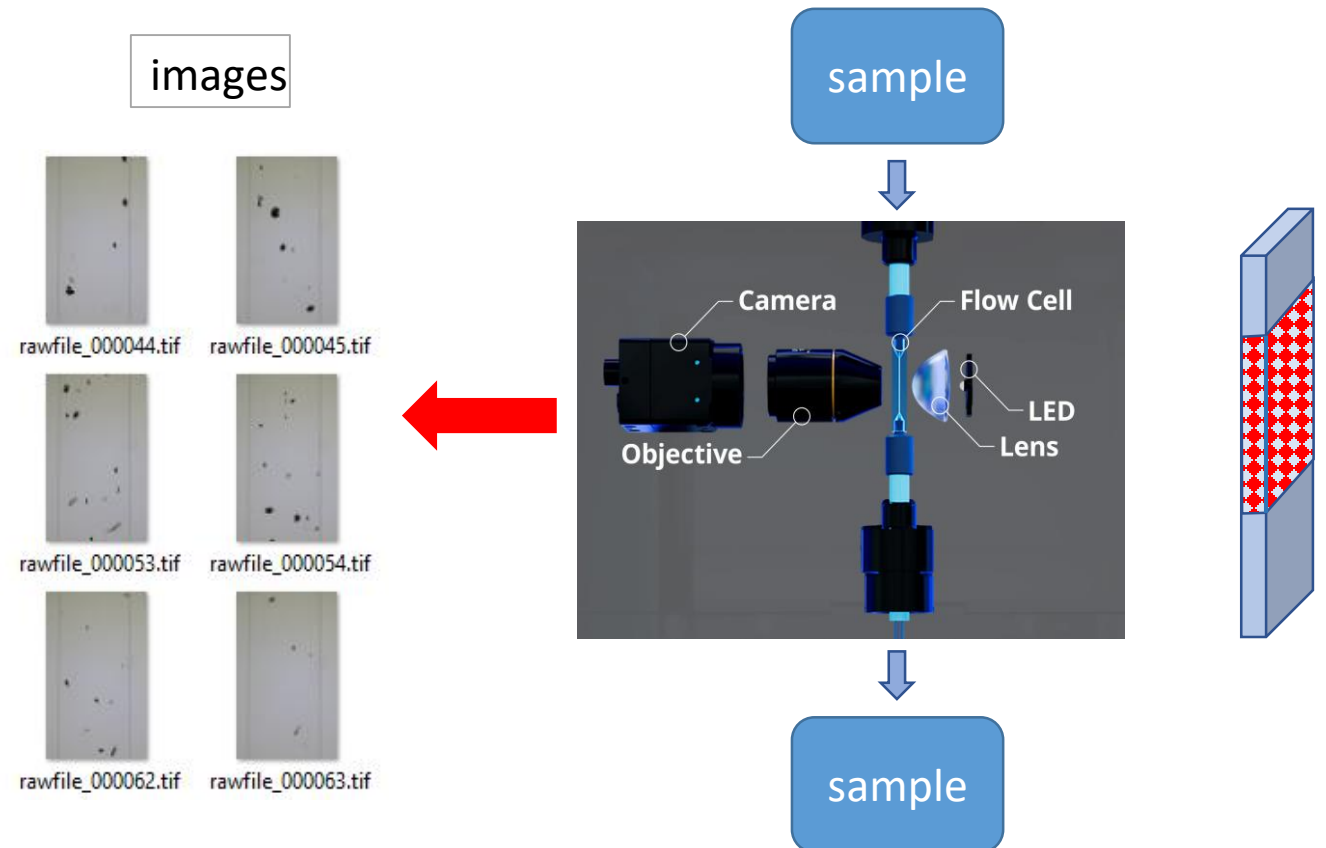 images
sample
rawfile_000044.tif
rawfile_000045.tif
rawfile_000053.tif
rawfile_000054.tif
rawfile_000062.tif
rawfile_000063.tif
Camera
Flow Cell
LED
Lens
Objective
sample